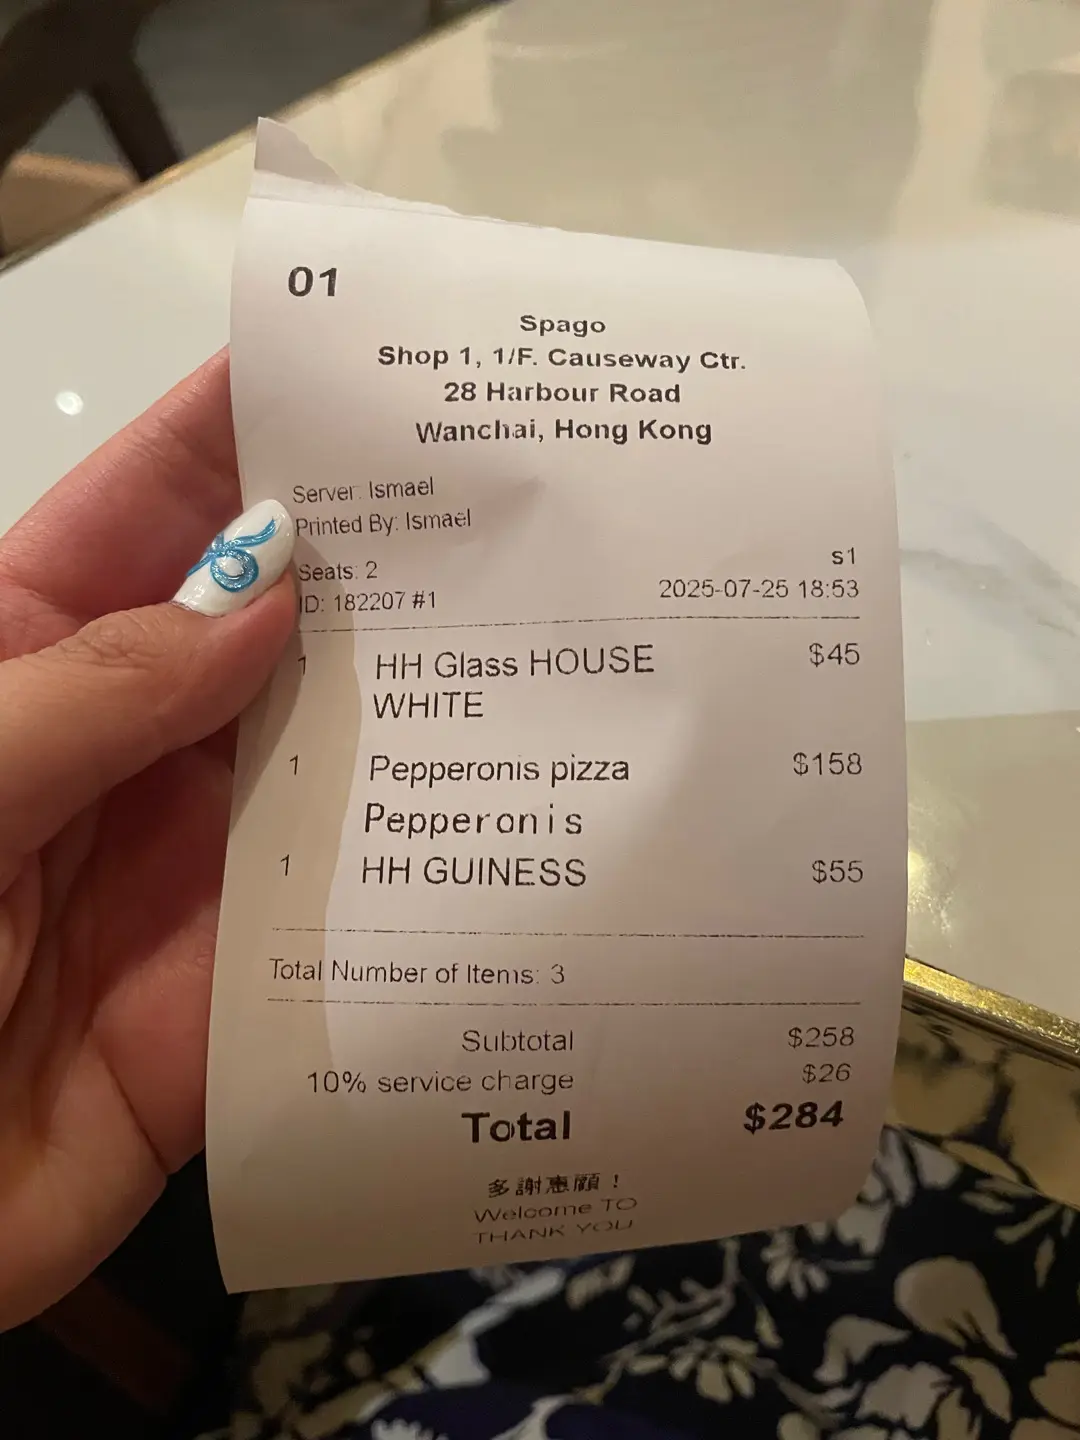 01
Spago
Shop 1, 1/F. Causeway Ctr.
28 Harbour Road
Wanchai, Hong Kong
Server: Ismael
Printed By: Ismael
s1
Seats: 2
ID: 182207 #1 2025-07-25 18:53
1 HH Glass HOUSE $45
WHITE
1 Pepperonis pizza $158
Pepperonis
1 HH GUINESS $55
Total Number of Items: 3
Subtotal $258
10% service charge $26
Total $284
多謝惠顧！
Welcome TO
THANK YOU